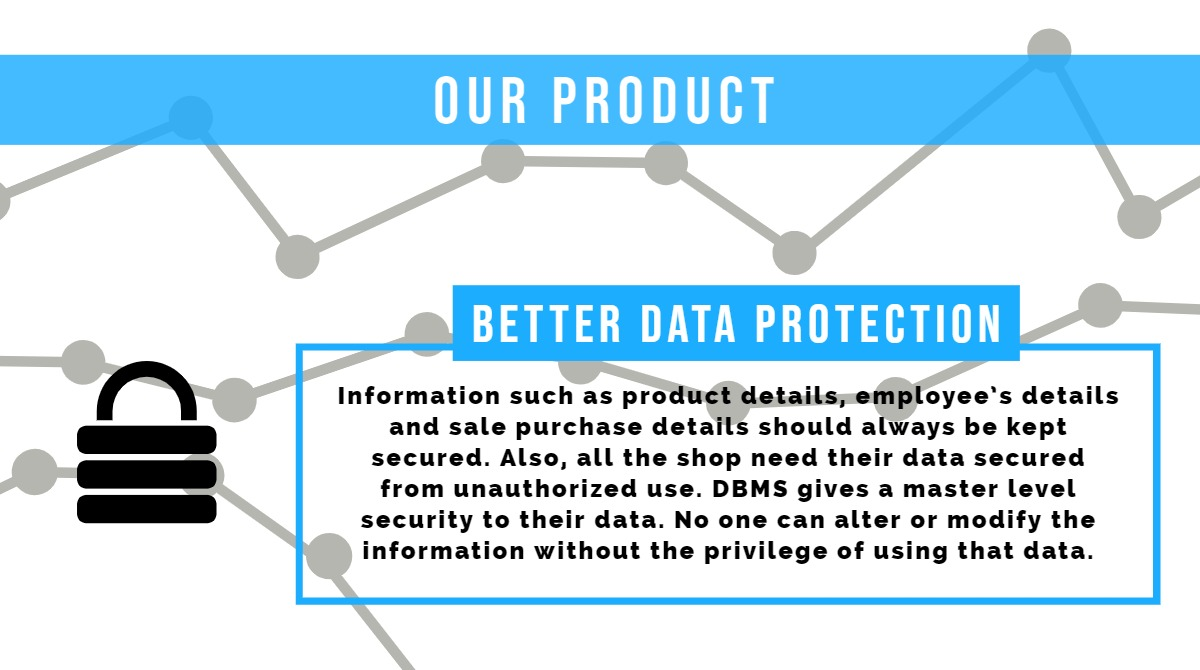 OUR PRODUCT
BETTER DATA PROTECTION
Information such as product details, employee’s details
and sale purchase details should always be kept
secured. Also, all the shop need their data secured
from unauthorized use. DBMS gives a master level
security to their data. No one can alter or modify the
information without the privilege of using that data.